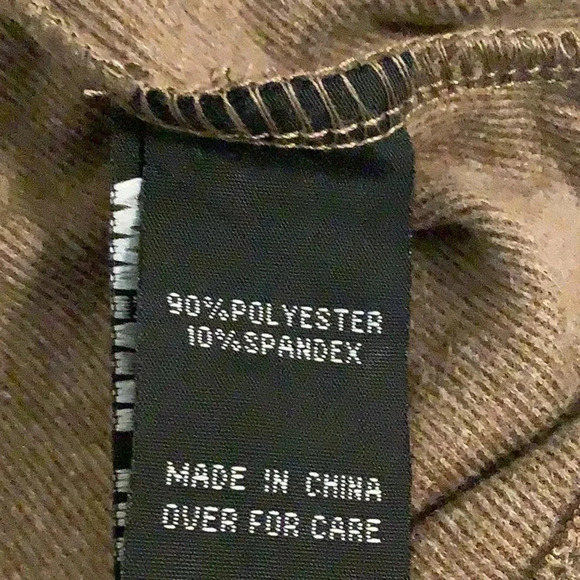 90%POLYESTER
10%SPANDEX
MADE IN CHINA
OVER FOR CARE